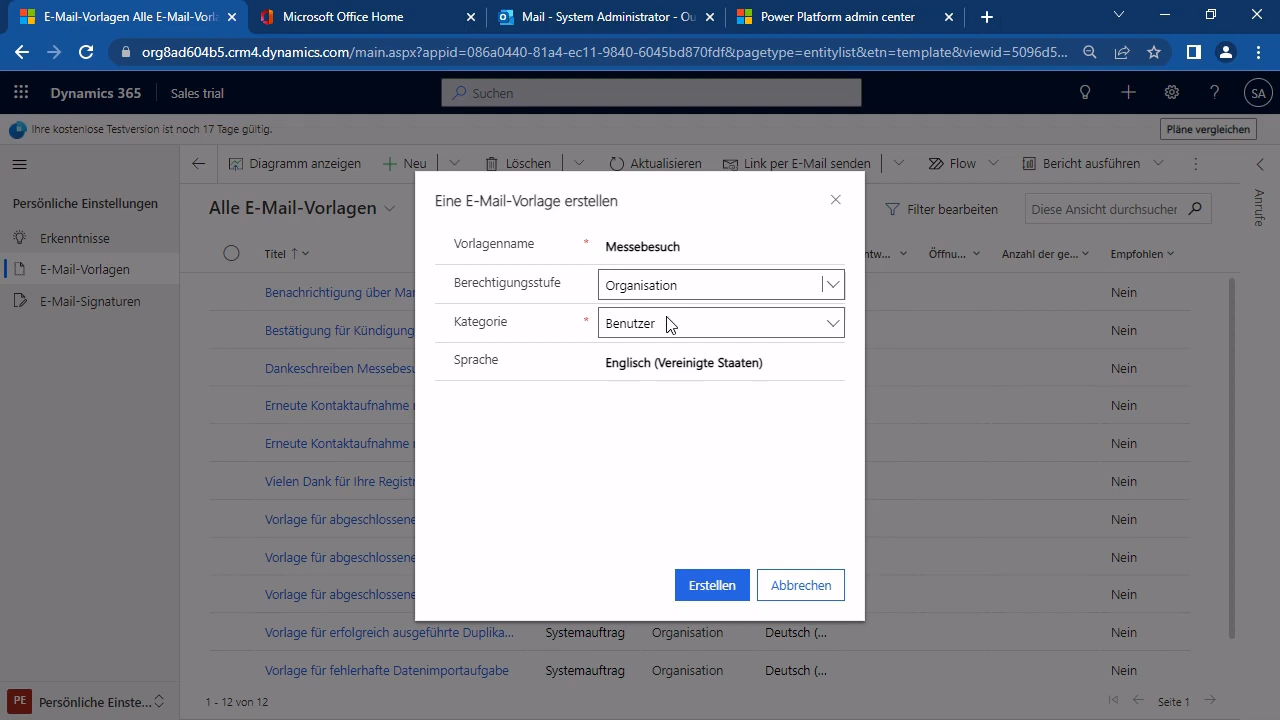 E-Mail-Vorlagen Alle E-Mail-Vorla
Microsoft Office Home
Mail - System Administrator - Ou
Power Platform admin center
org8ad604b5.crm4.dynamics.com/main.aspx?appid=086a0440-81a4-ec11-9840-6045bd870fdf&pagetype=entitylist&etn=template&viewid=5096d5...
Dynamics 365
Sales trial
Suchen
SA
Ihre kostenlose Testversion ist noch 17 Tage gültig.
Pläne vergleichen
Diagramm anzeigen
Neu
Löschen
Aktualisieren
Link per E-Mail senden
Flow
Bericht ausführen
Persönliche Einstellungen
Erkenntnisse
E-Mail-Vorlagen
E-Mail-Signaturen
Alle E-Mail-Vorlagen
Filter bearbeiten
Diese Ansicht durchsuchen
Anrufe
Titel
ntw...
Öffnu...
Anzahl der ge...
Empfohlen
Benachrichtigung über Mar
Nein
Bestätigung für Kündigung
Nein
Dankeschreiben Messebesu
Nein
Erneute Kontaktaufnahme
Nein
Erneute Kontaktaufnahme
Nein
Vielen Dank für Ihre Registr
Nein
Vorlage für abgeschlossene
Nein
Vorlage für abgeschlossene
Nein
Vorlage für abgeschlossene
Nein
Vorlage für erfolgreich ausgeführte Duplika...
Systemauftrag
Organisation
Deutsch (...
Nein
Vorlage für fehlerhafte Datenimportaufgabe
Systemauftrag
Organisation
Deutsch (...
Nein
Eine E-Mail-Vorlage erstellen
Vorlagenname * Messebesuch
Berechtigungsstufe Organisation
Kategorie * Benutzer
Sprache Englisch (Vereinigte Staaten)
Erstellen
Abbrechen
PE
Persönliche Einste...
1 - 12 von 12
Seite 1